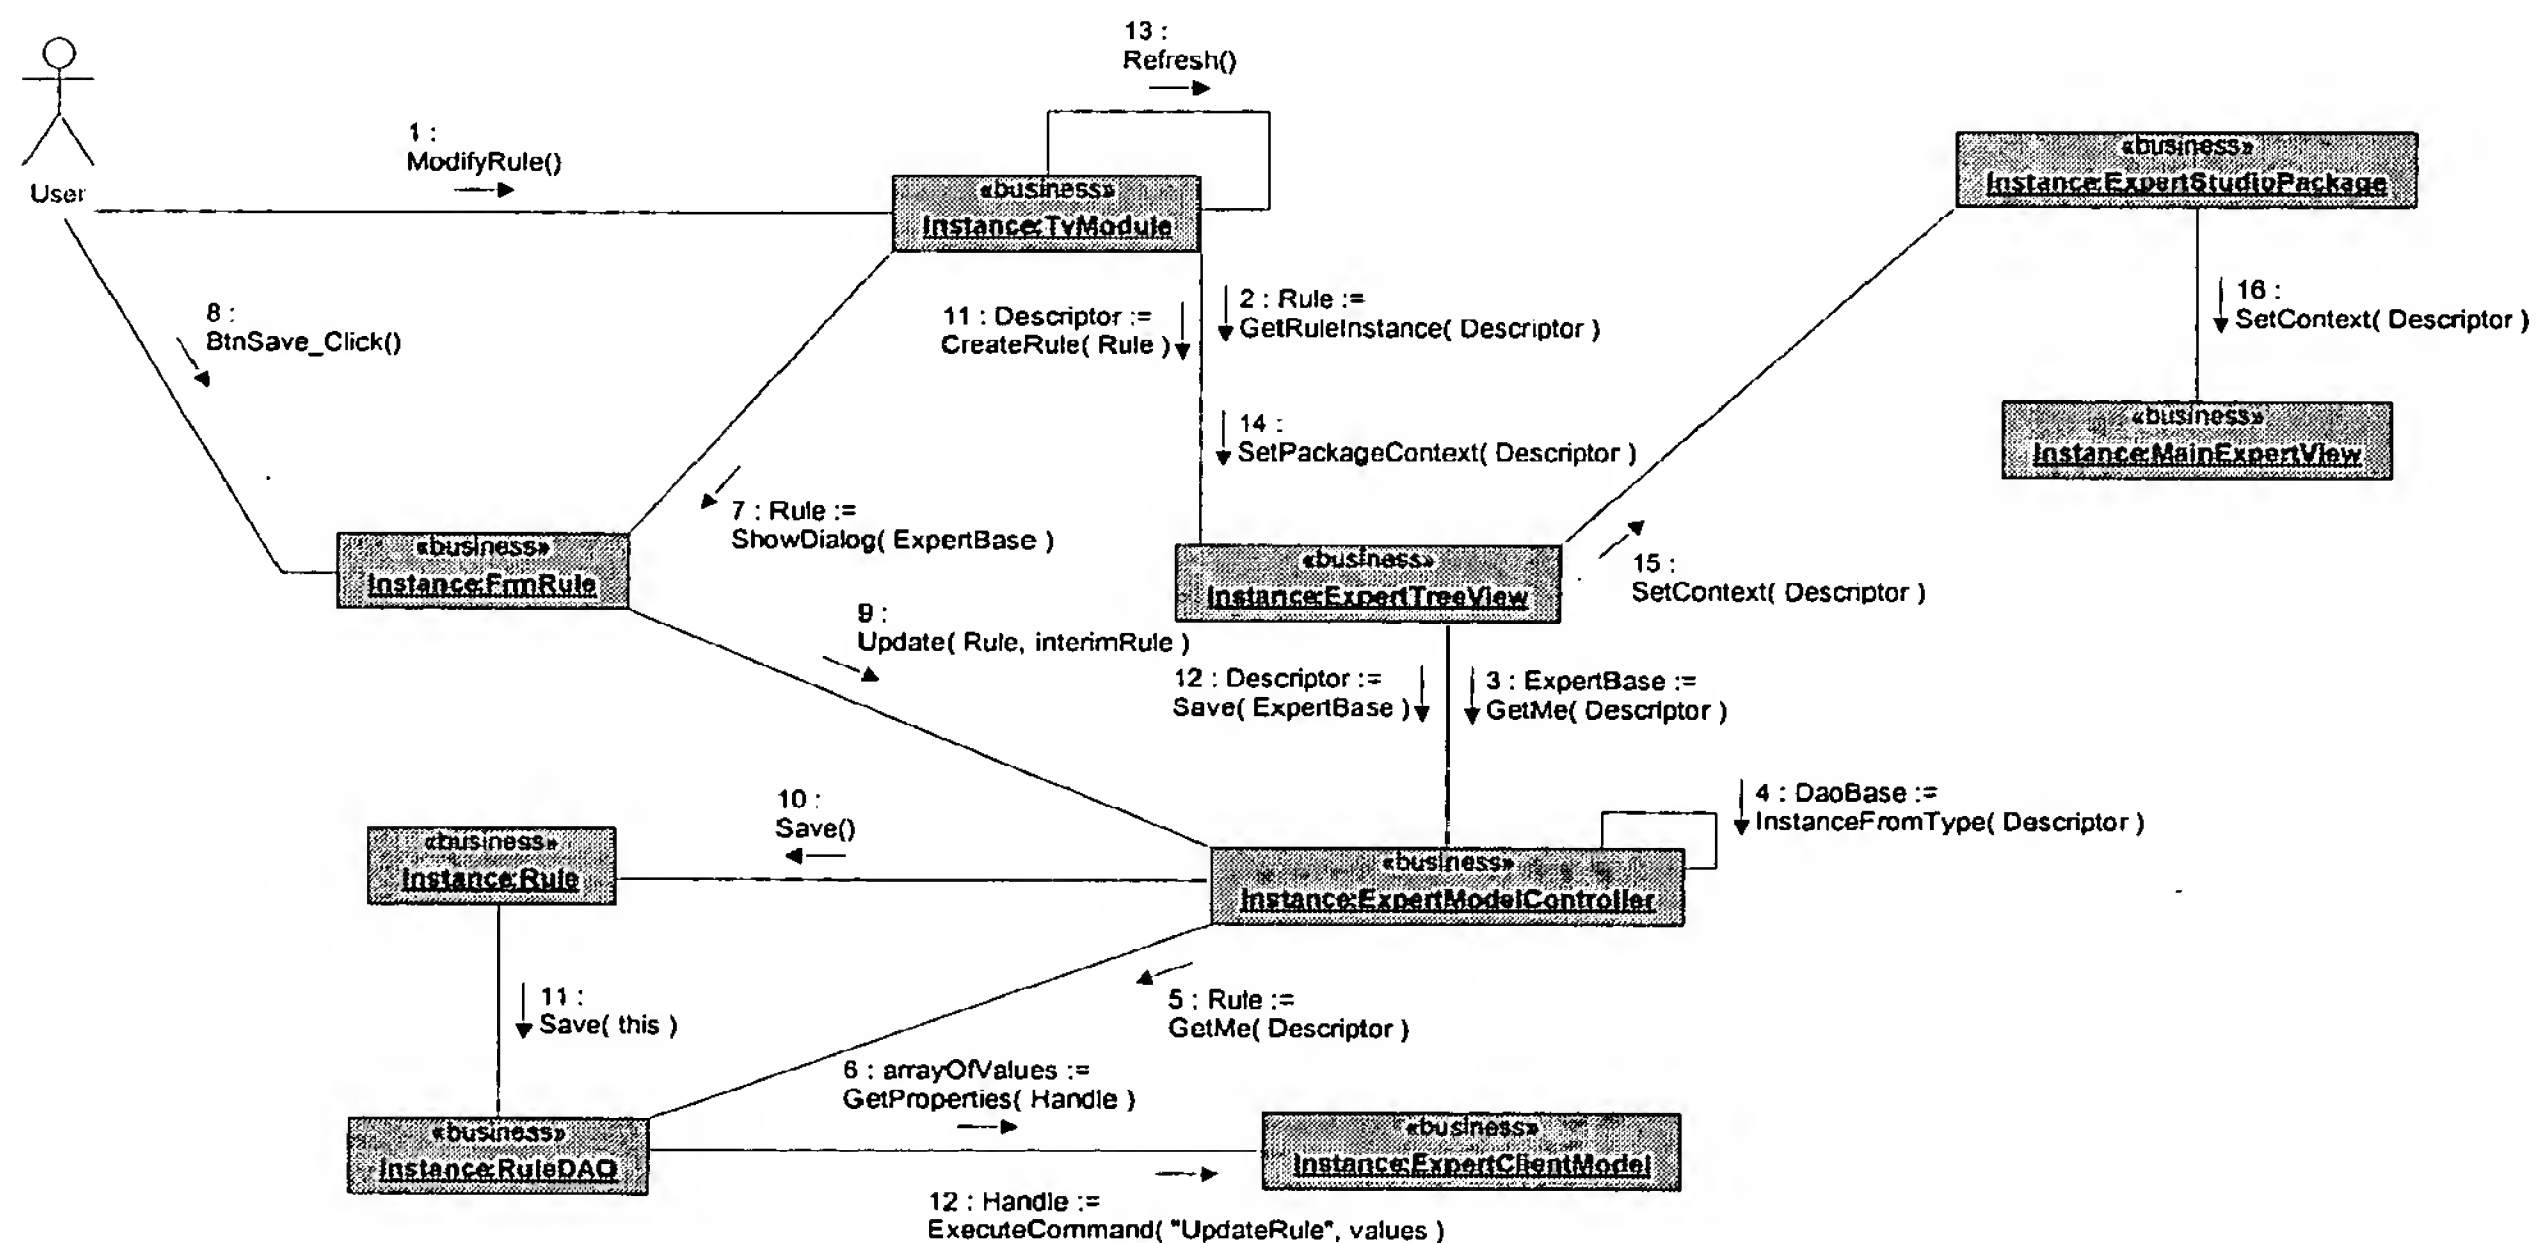 13 :
Refresh()
1 :
ModifyRule()
User
«business»
Instance:TvModule
«business»
Instance:ExpertStudioPackage
8 :
BtnSave_Click()
11 : Descriptor :=
CreateRule( Rule )
2 : Rule :=
GetRuleInstance( Descriptor )
16 :
SetContext( Descriptor )
14 :
SetPackageContext( Descriptor )
«business»
Instance:MainExpertView
7 : Rule :=
ShowDialog( ExpertBase )
«business»
Instance:FrmRule
«business»
Instance:ExpertTreeView
15 :
SetContext( Descriptor )
9 :
Update( Rule, interimRule )
12 : Descriptor :=
Save( ExpertBase )
3 : ExpertBase :=
GetMe( Descriptor )
10 :
Save()
4 : DaoBase :=
InstanceFromType( Descriptor )
«business»
Instance:Rule
«business»
Instance:ExpertModelController
11 :
Save( this )
5 : Rule :=
GetMe( Descriptor )
6 : arrayOfValues :=
GetProperties( Handle )
«business»
Instance:RuleDAO
«business»
Instance:ExpertClientModel
12 : Handle :=
ExecuteCommand( "UpdateRule", values )